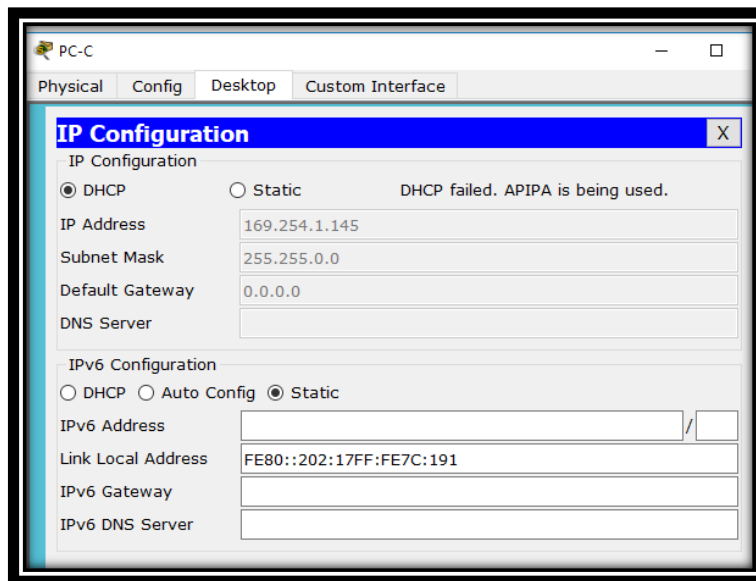 PC-C
Physical Config Desktop Custom Interface
IP Configuration X
IP Configuration
DHCP Static DHCP failed. APIPA is being used.
IP Address 169.254.1.145
Subnet Mask 255.255.0.0
Default Gateway 0.0.0.0
DNS Server
IPv6 Configuration
DHCP Auto Config Static
IPv6 Address /
Link Local Address FE80::202:17FF:FE7C:191
IPv6 Gateway
IPv6 DNS Server